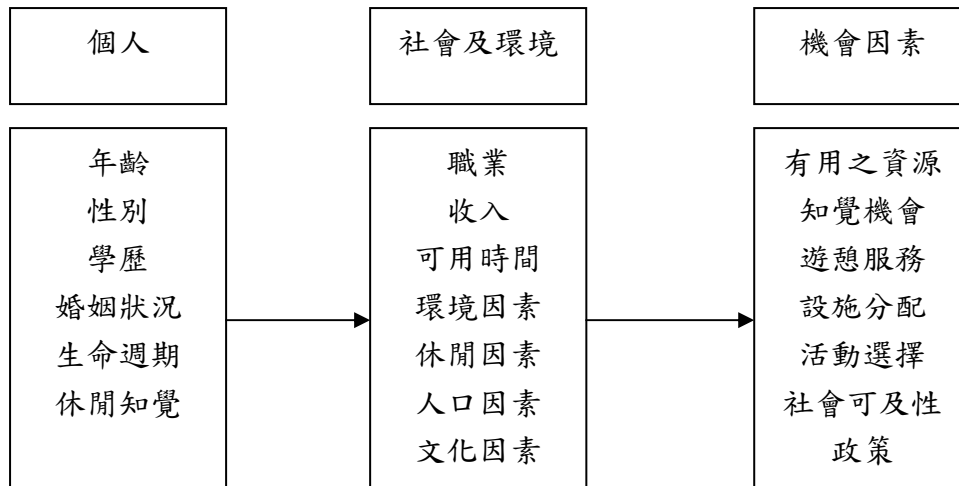 個人
社會及環境
機會因素
年齡
性別
學歷
婚姻狀況
生命週期
休閒知覺
職業
收入
可用時間
環境因素
休閒因素
人口因素
文化因素
有用之資源
知覺機會
遊憩服務
設施分配
活動選擇
社會可及性
政策